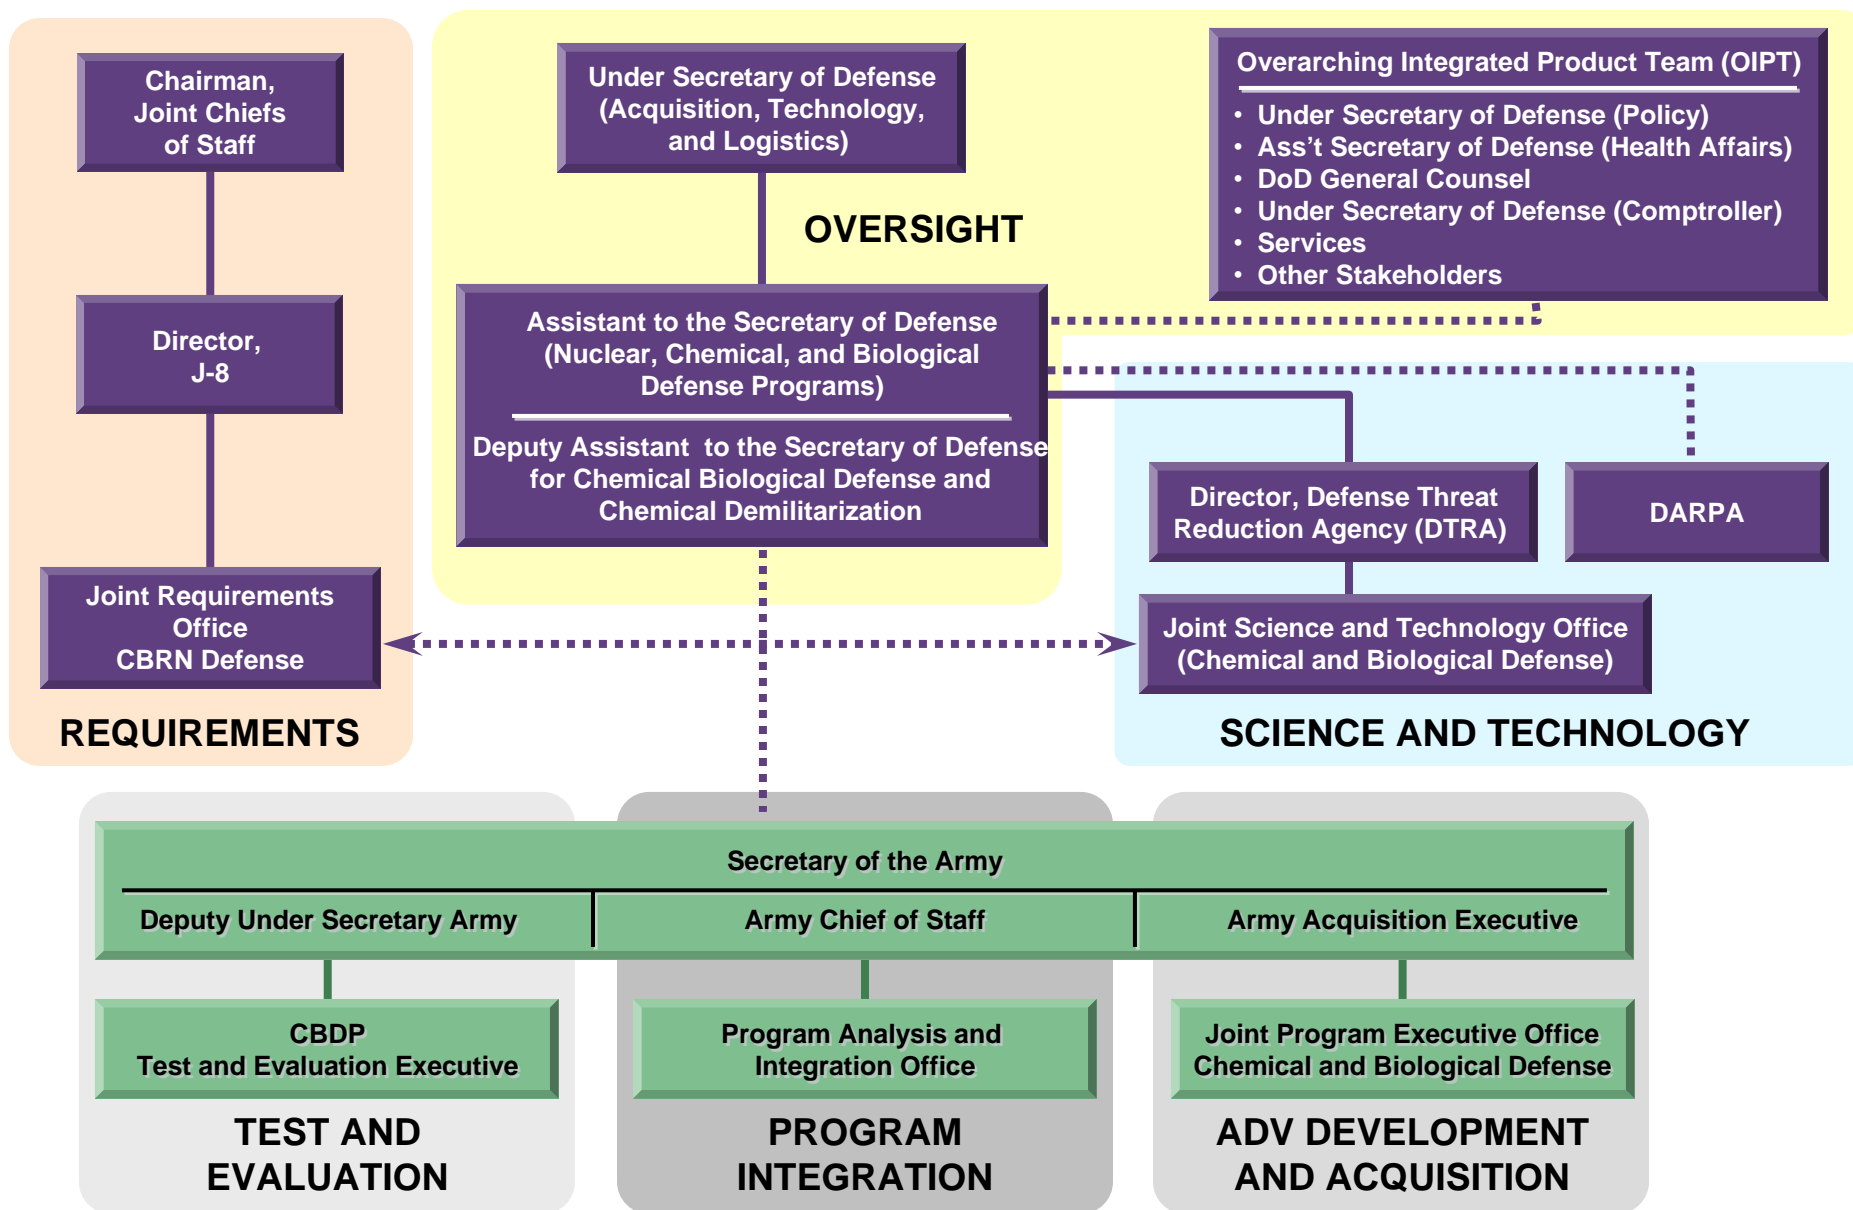 Chairman,
Joint Chiefs
of Staff
Director,
J-8
Joint Requirements
Office
CBRN Defense
REQUIREMENTS
Under Secretary of Defense
(Acquisition, Technology,
and Logistics)
OVERSIGHT
Assistant to the Secretary of Defense
(Nuclear, Chemical, and Biological
Defense Programs)
Deputy Assistant to the Secretary of Defense
for Chemical Biological Defense and
Chemical Demilitarization
Overarching Integrated Product Team (OIPT)
• Under Secretary of Defense (Policy)
• Ass't Secretary of Defense (Health Affairs)
• DoD General Counsel
• Under Secretary of Defense (Comptroller)
• Services
• Other Stakeholders
Director, Defense Threat
Reduction Agency (DTRA)
DARPA
Joint Science and Technology Office
(Chemical and Biological Defense)
SCIENCE AND TECHNOLOGY
Secretary of the Army
Deputy Under Secretary Army
Army Chief of Staff
Army Acquisition Executive
CBDP
Test and Evaluation Executive
Program Analysis and
Integration Office
Joint Program Executive Office
Chemical and Biological Defense
TEST AND
EVALUATION
PROGRAM
INTEGRATION
ADV DEVELOPMENT
AND ACQUISITION